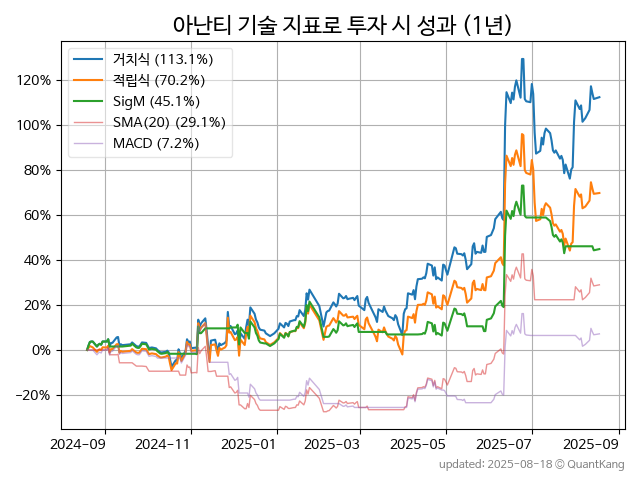 아난티 기술 지표로 투자 시 성과 (1년)
거치식 (113.1%)
적립식 (70.2%)
SigM (45.1%)
SMA(20) (29.1%)
MACD (7.2%)
120%
100%
80%
60%
40%
20%
0%
−20%
2024-09 2024-11 2025-01 2025-03 2025-05 2025-07 2025-09
updated: 2025-08-18 © QuantKang